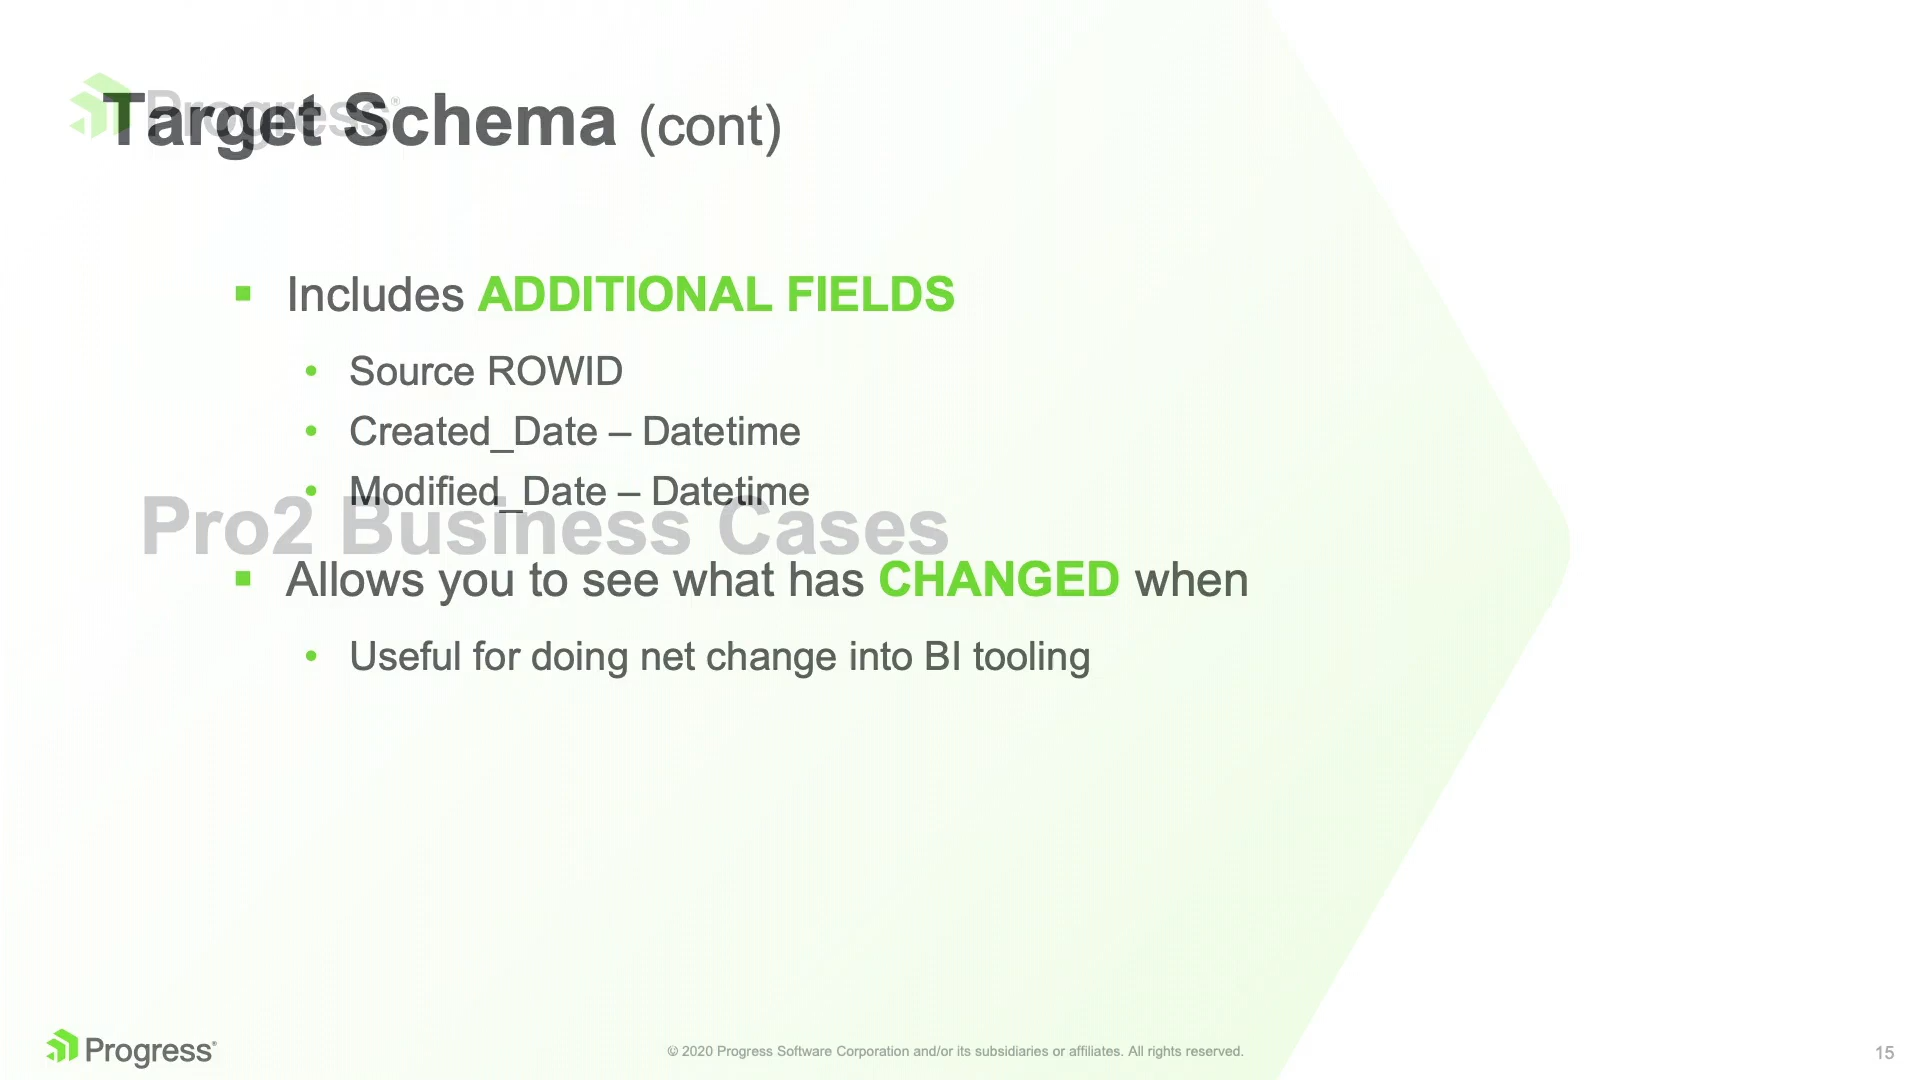 Progress®
Target Schema (cont)
▪ Includes ADDITIONAL FIELDS
• Source ROWID
• Created_Date – Datetime
• Modified_Date – Datetime
Pro2 Business Cases
▪ Allows you to see what has CHANGED when
• Useful for doing net change into BI tooling
Progress®
© 2020 Progress Software Corporation and/or its subsidiaries or affiliates. All rights reserved.
15